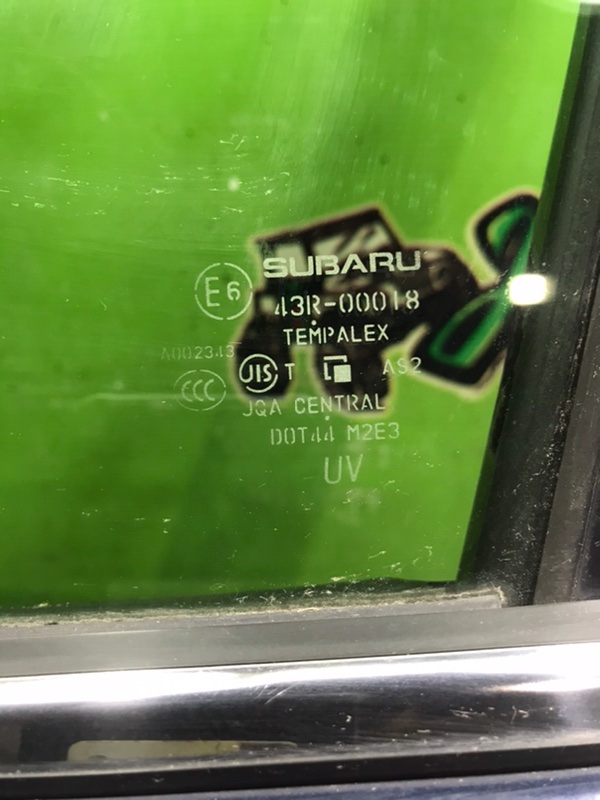 SUBARU
E6
43R-00018
TEMPALEX
A002343
JIS T AS2
CCC
JQA CENTRAL
DOT44 M2E3
UV